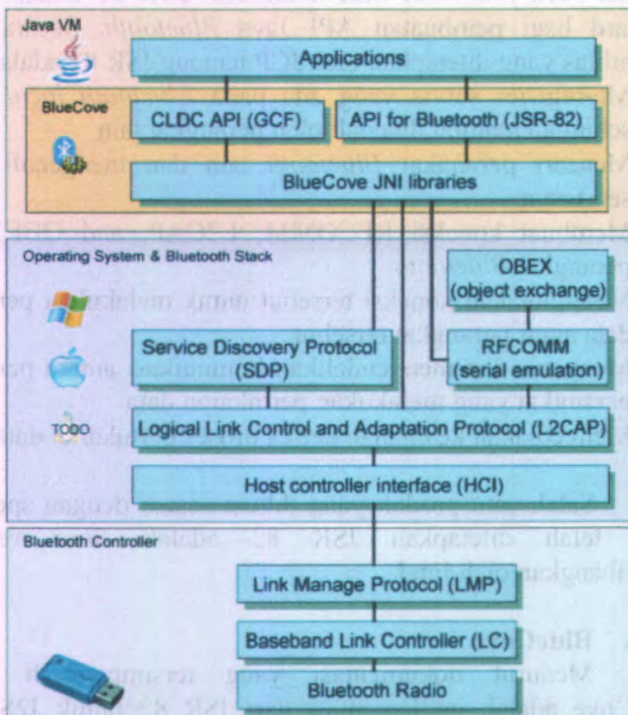 Java VM
Applications
BlueCove
CLDC API (GCF)
API for Bluetooth (JSR-82)
BlueCove JNI libraries
Operating System & Bluetooth Stack
OBEX
(object exchange)
Service Discovery Protocol
(SDP)
RFCOMM
(serial emulation)
TODO
Logical Link Control and Adaptation Protocol (L2CAP)
Host controller interface (HCI)
Bluetooth Controller
Link Manage Protocol (LMP)
Baseband Link Controller (LC)
Bluetooth Radio